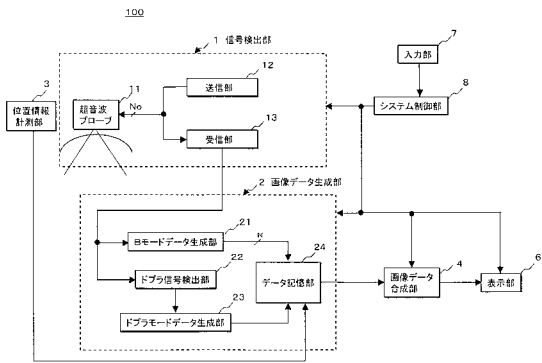 100
1 信号検出部
7
入力部
12
送信部
3
11
8
位置情報
計測部
超音波
プローブ
No
システム制御部
13
受信部
2 画像データ生成部
21
Bモードデータ生成部
N
24
22
ドプラ信号検出部
データ記憶部
4
画像データ
合成部
6
表示部
23
ドプラモードデータ生成部